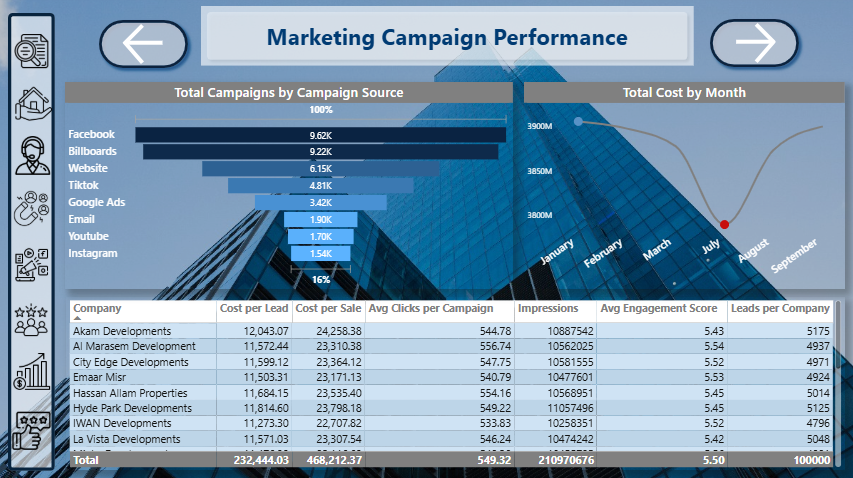 Marketing Campaign Performance
Total Campaigns by Campaign Source
100%
Facebook 9.62K
Billboards 9.22K
Website 6.15K
Tiktok 4.81K
Google Ads 3.42K
Email 1.90K
Youtube 1.70K
Instagram 1.54K
16%
Total Cost by Month
3900M
3850M
3800M
January February March July August September
Company Cost per Lead Cost per Sale Avg Clicks per Campaign Impressions Avg Engagement Score Leads per Company
Akam Developments 12,043.07 24,258.38 544.78 10887542 5.43 5175
Al Marasem Development 11,572.44 23,310.38 556.74 10562025 5.54 4937
City Edge Developments 11,599.12 23,364.12 547.75 10581555 5.52 4971
Emaar Misr 11,503.31 23,171.13 540.79 10477601 5.53 4924
Hassan Allam Properties 11,684.15 23,535.40 554.16 10568951 5.45 5014
Hyde Park Developments 11,814.60 23,798.18 549.22 11057496 5.45 5125
IWAN Developments 11,273.30 22,707.82 533.83 10258351 5.52 4796
La Vista Developments 11,571.03 23,307.54 546.24 10474242 5.42 5048
Total 232,444.03 468,212.37 549.32 210970676 5.50 100000